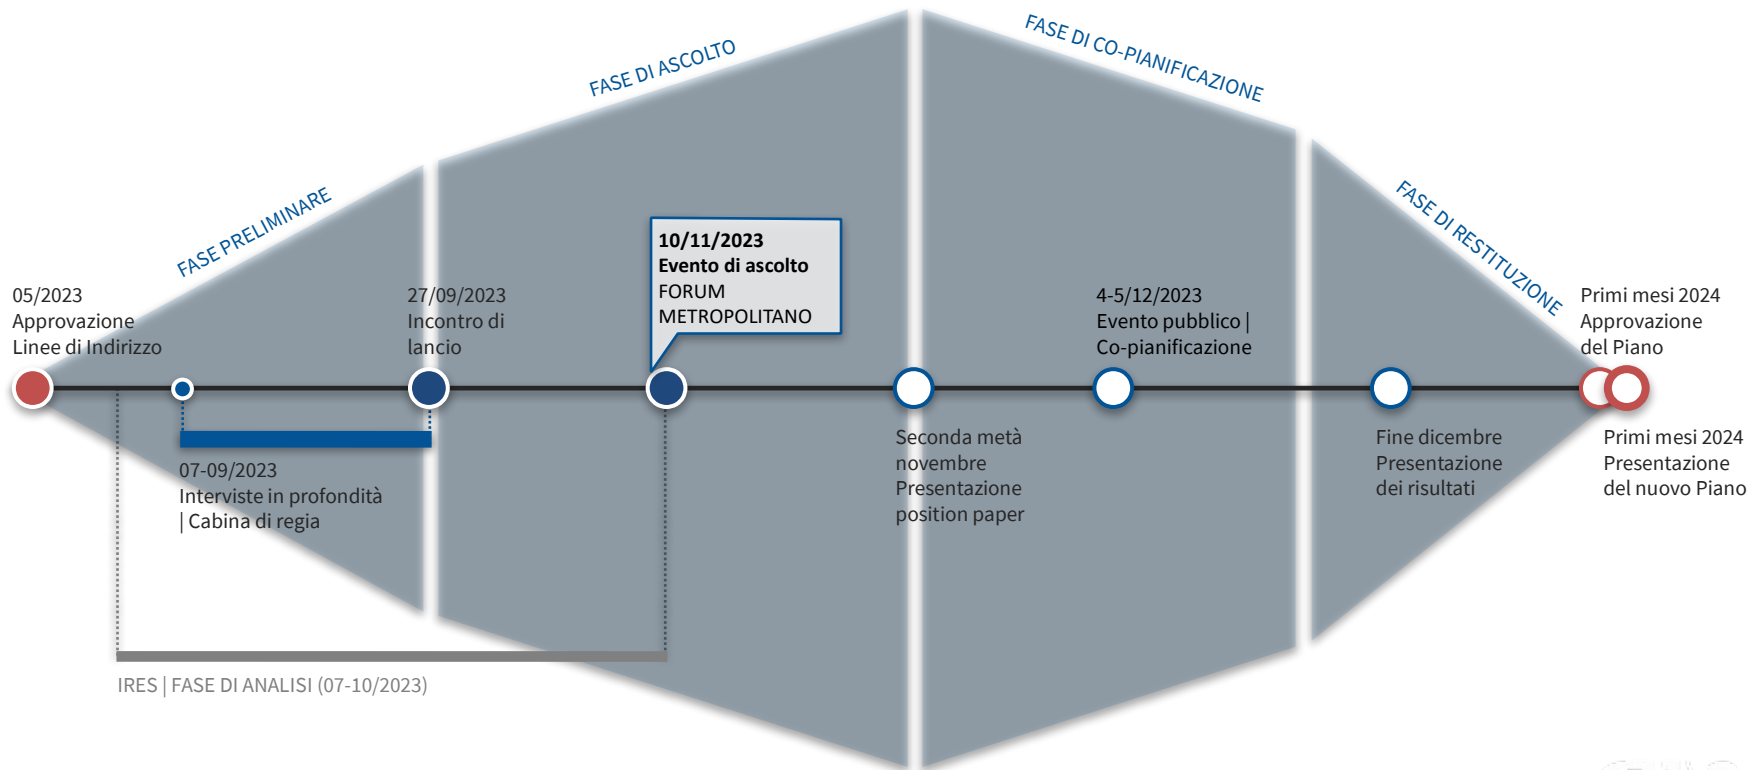 FASE PRELIMINARE
FASE DI ASCOLTO
FASE DI CO-PIANIFICAZIONE
FASE DI RESTITUZIONE
05/2023
Approvazione
Linee di Indirizzo
07-09/2023
Interviste in profondità
| Cabina di regia
27/09/2023
Incontro di
lancio
10/11/2023
Evento di ascolto
FORUM
METROPOLITANO
Seconda metà
novembre
Presentazione
position paper
4-5/12/2023
Evento pubblico |
Co-pianificazione
Fine dicembre
Presentazione
dei risultati
Primi mesi 2024
Approvazione
del Piano
Primi mesi 2024
Presentazione
del nuovo Piano
IRES | FASE DI ANALISI (07-10/2023)